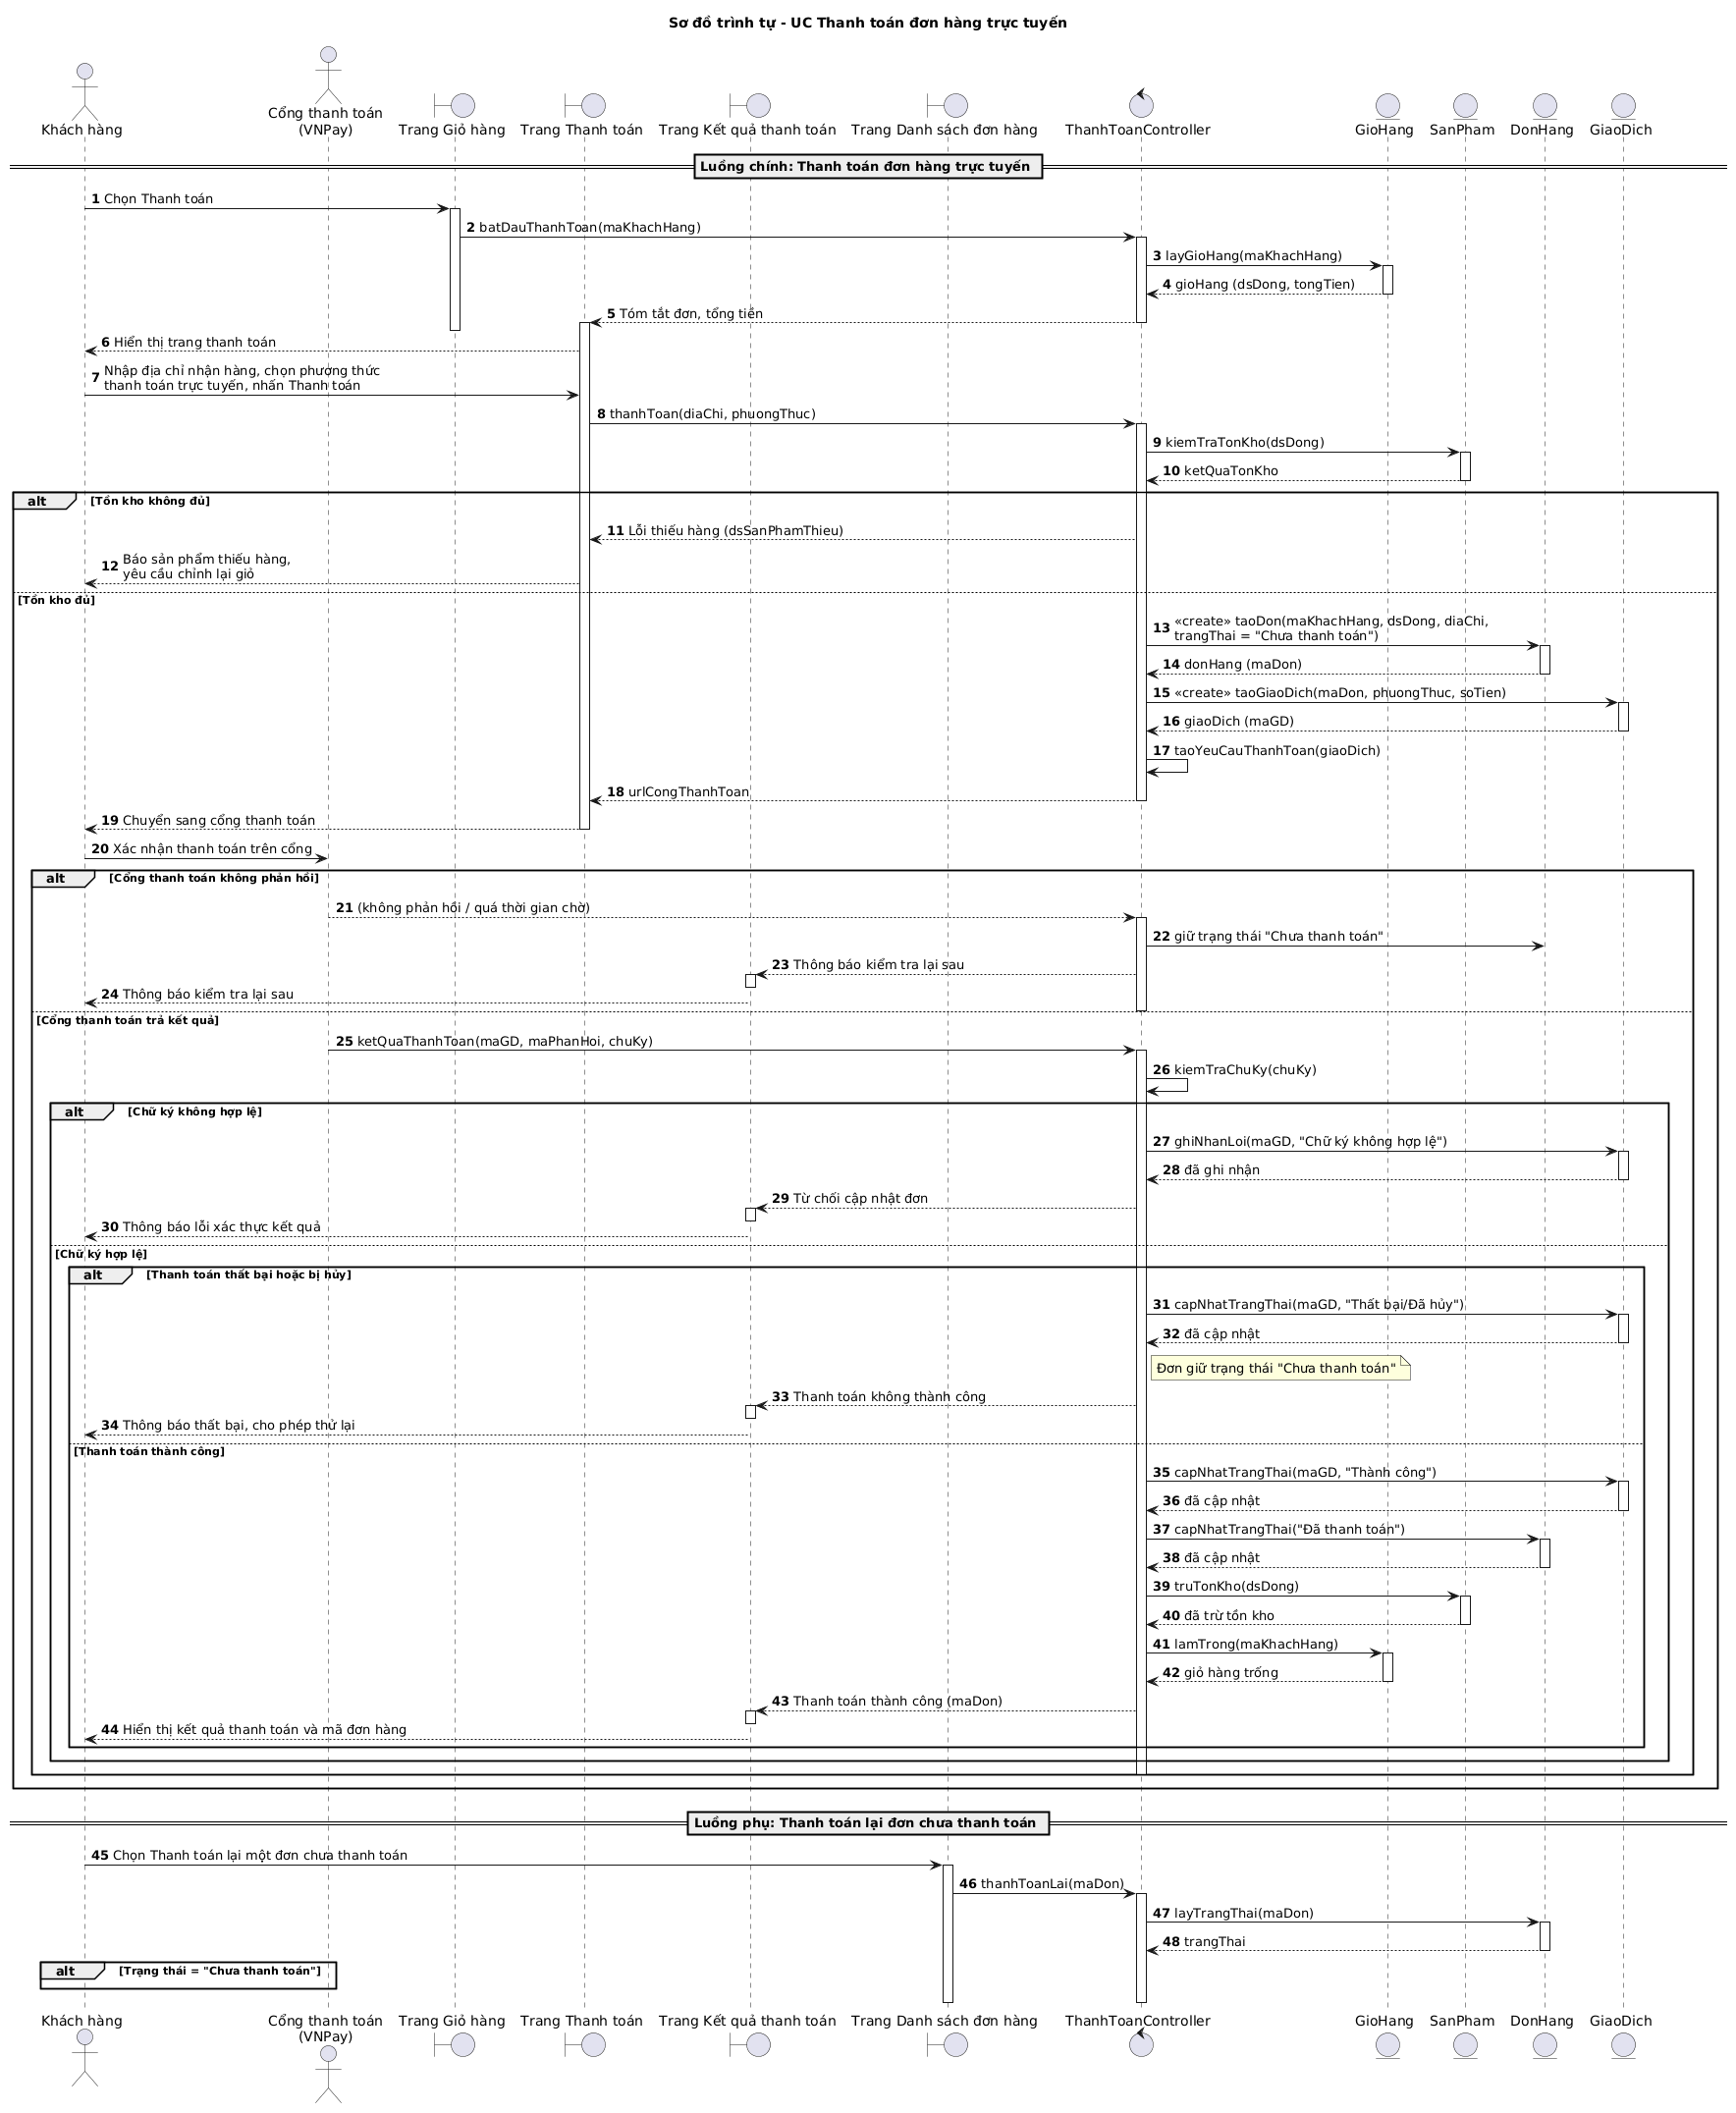 Sơ đồ trình tự - UC Thanh toán đơn hàng trực tuyến
Khách hàng
Cổng thanh toán
(VNPay)
Trang Giỏ hàng
Trang Thanh toán
Trang Kết quả thanh toán
Trang Danh sách đơn hàng
ThanhToanController
GioHang
SanPham
DonHang
GiaoDich
Luồng chính: Thanh toán đơn hàng trực tuyến
1 Chọn Thanh toán
2 batDauThanhToan(maKhachHang)
3 layGioHang(maKhachHang)
4 gioHang (dsDong, tongTien)
5 Tóm tắt đơn, tổng tiền
6 Hiển thị trang thanh toán
7 Nhập địa chỉ nhận hàng, chọn phương thức
thanh toán trực tuyến, nhấn Thanh toán
8 thanhToan(diaChi, phuongThuc)
9 kiemTraTonKho(dsDong)
10 ketQuaTonKho
alt [Tồn kho không đủ]
11 Lỗi thiếu hàng (dsSanPhamThieu)
12 Báo sản phẩm thiếu hàng,
yêu cầu chỉnh lại giỏ
[Tồn kho đủ]
13 «create» taoDon(maKhachHang, dsDong, diaChi,
trangThai = "Chưa thanh toán")
14 donHang (maDon)
15 «create» taoGiaoDich(maDon, phuongThuc, soTien)
16 giaoDich (maGD)
17 taoYeuCauThanhToan(giaoDich)
18 urlCongThanhToan
19 Chuyển sang cổng thanh toán
20 Xác nhận thanh toán trên cổng
alt [Cổng thanh toán không phản hồi]
21 (không phản hồi / quá thời gian chờ)
22 giữ trạng thái "Chưa thanh toán"
23 Thông báo kiểm tra lại sau
24 Thông báo kiểm tra lại sau
[Cổng thanh toán trả kết quả]
25 ketQuaThanhToan(maGD, maPhanHoi, chuKy)
26 kiemTraChuKy(chuKy)
alt [Chữ ký không hợp lệ]
27 ghiNhanLoi(maGD, "Chữ ký không hợp lệ")
28 đã ghi nhận
29 Từ chối cập nhật đơn
30 Thông báo lỗi xác thực kết quả
[Chữ ký hợp lệ]
alt [Thanh toán thất bại hoặc bị hủy]
31 capNhatTrangThai(maGD, "Thất bại/Đã hủy")
32 đã cập nhật
Đơn giữ trạng thái "Chưa thanh toán"
33 Thanh toán không thành công
34 Thông báo thất bại, cho phép thử lại
[Thanh toán thành công]
35 capNhatTrangThai(maGD, "Thành công")
36 đã cập nhật
37 capNhatTrangThai("Đã thanh toán")
38 đã cập nhật
39 truTonKho(dsDong)
40 đã trừ tồn kho
41 lamTrong(maKhachHang)
42 giỏ hàng trống
43 Thanh toán thành công (maDon)
44 Hiển thị kết quả thanh toán và mã đơn hàng
Luồng phụ: Thanh toán lại đơn chưa thanh toán
45 Chọn Thanh toán lại một đơn chưa thanh toán
46 thanhToanLai(maDon)
47 layTrangThai(maDon)
48 trangThai
alt [Trạng thái = "Chưa thanh toán"]
Khách hàng
Cổng thanh toán
(VNPay)
Trang Giỏ hàng
Trang Thanh toán
Trang Kết quả thanh toán
Trang Danh sách đơn hàng
ThanhToanController
GioHang
SanPham
DonHang
GiaoDich